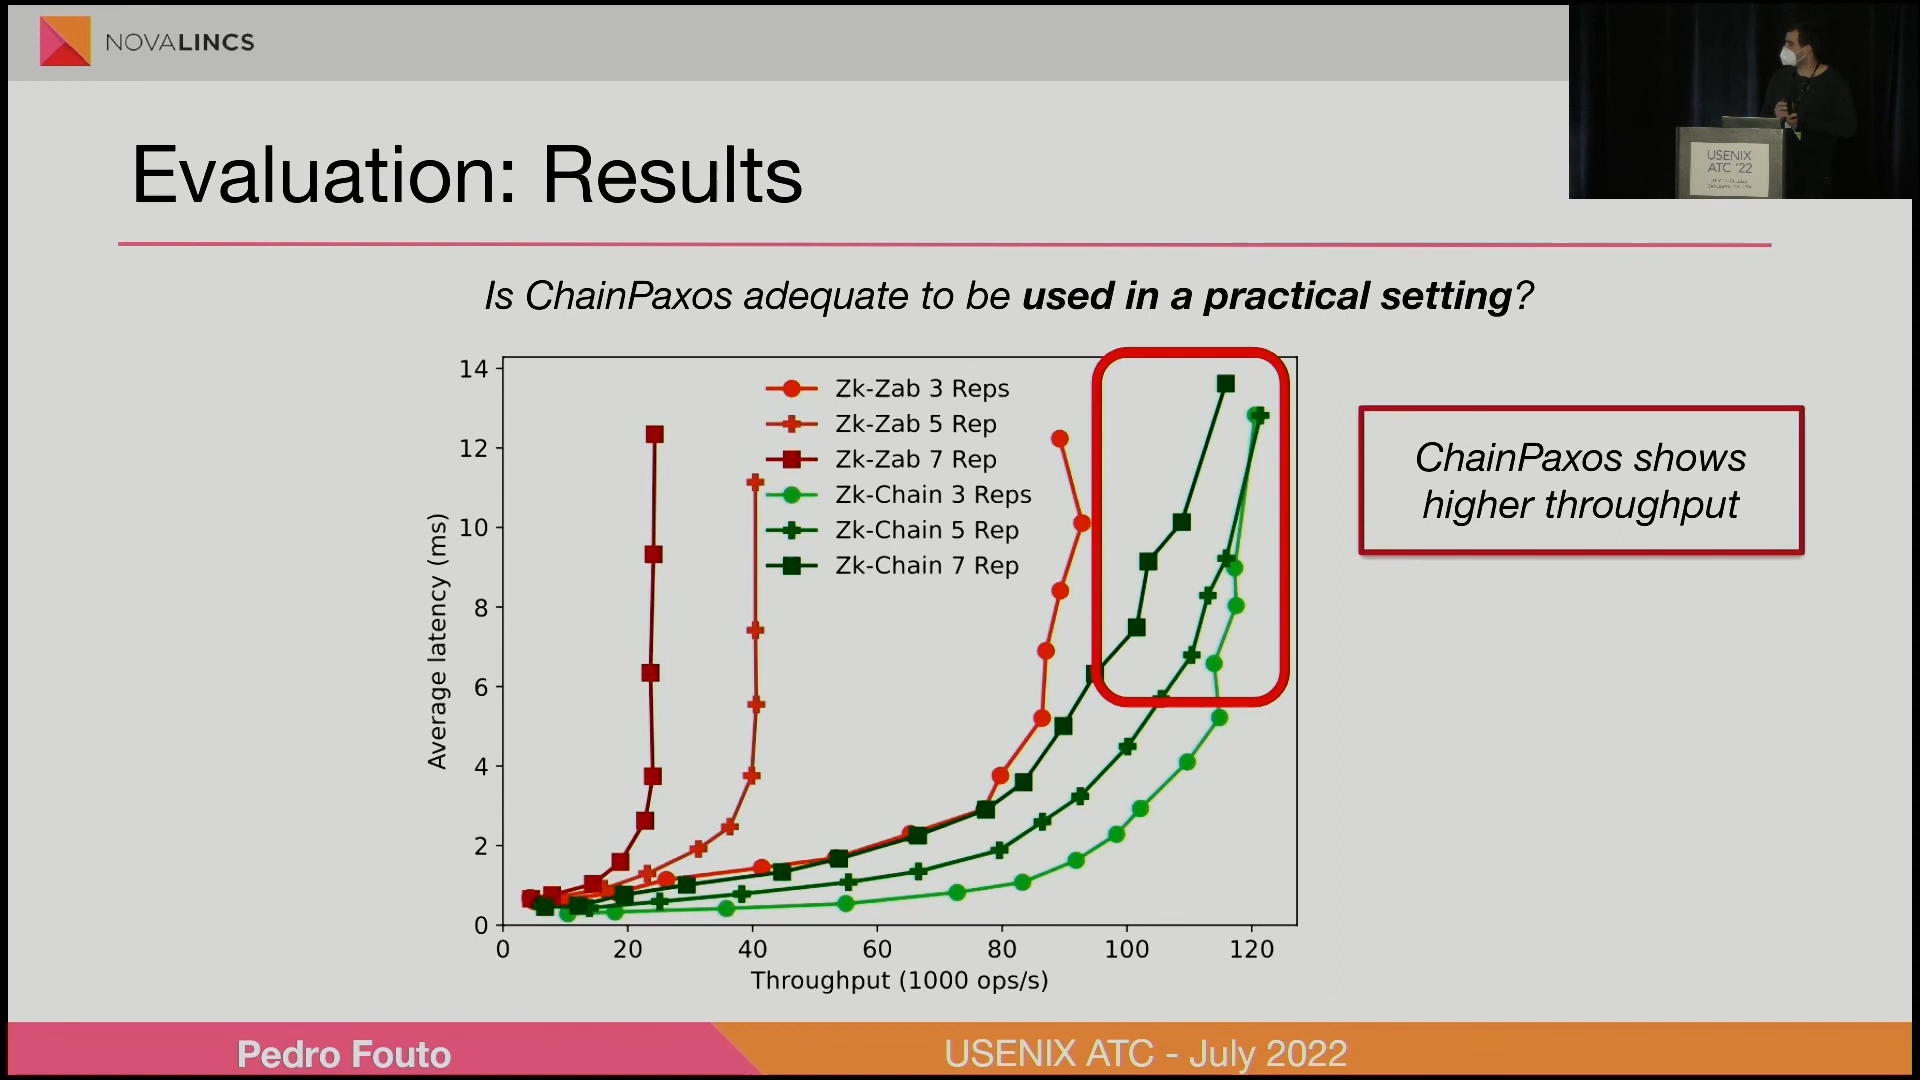 NOVALINCS
USENIX
ATC '22
Evaluation: Results
Is ChainPaxos adequate to be used in a practical setting?
14
12
10
8
6
4
2
0
Average latency (ms)
Zk-Zab 3 Reps
Zk-Zab 5 Rep
Zk-Zab 7 Rep
Zk-Chain 3 Reps
Zk-Chain 5 Rep
Zk-Chain 7 Rep
0 20 40 60 80 100 120
Throughput (1000 ops/s)
ChainPaxos shows
higher throughput
Pedro Fouto
USENIX ATC - July 2022